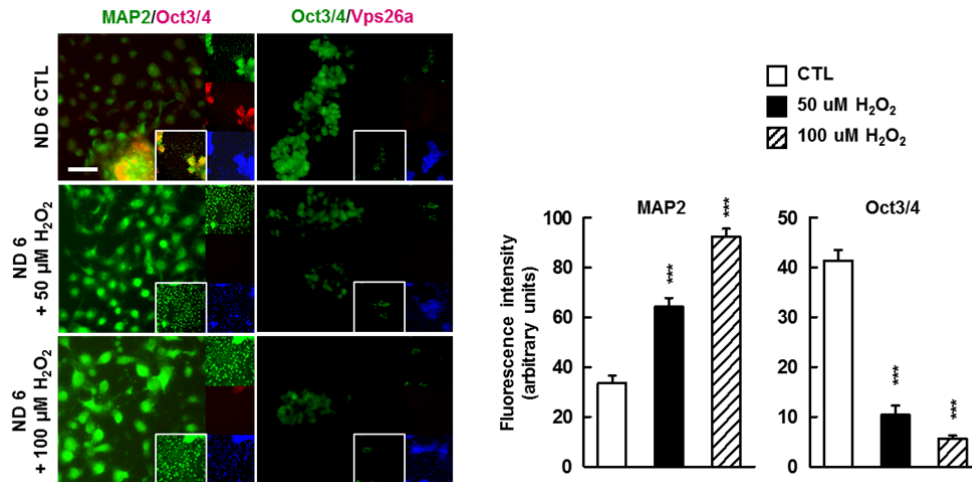 MAP2/Oct3/4
Oct3/4/Vps26a
ND 6 CTL
ND 6
+ 50 µM H₂O₂
ND 6
+ 100 µM H₂O₂
CTL
50 uM H₂O₂
100 uM H₂O₂
Fluorescence intensity
(arbitrary units)
MAP2
100
80
60
40
20
0
***
***
Oct3/4
50
40
30
20
10
0
***
***